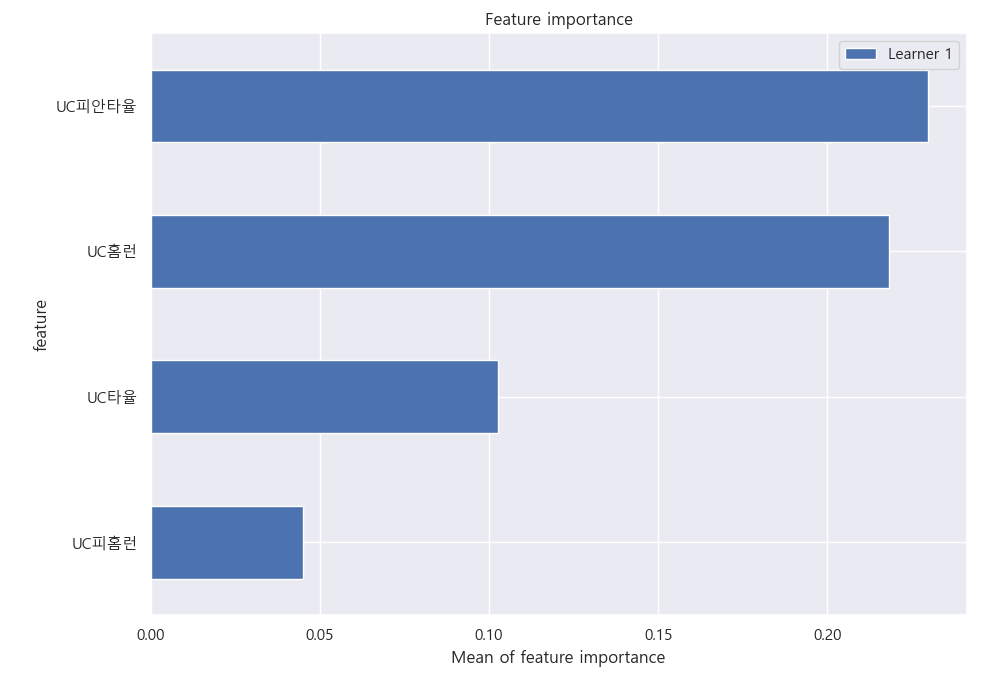 Feature importance
Learner 1
UC피안타율
UC홈런
UC타율
UC피홈런
feature
0.00 0.05 0.10 0.15 0.20
Mean of feature importance